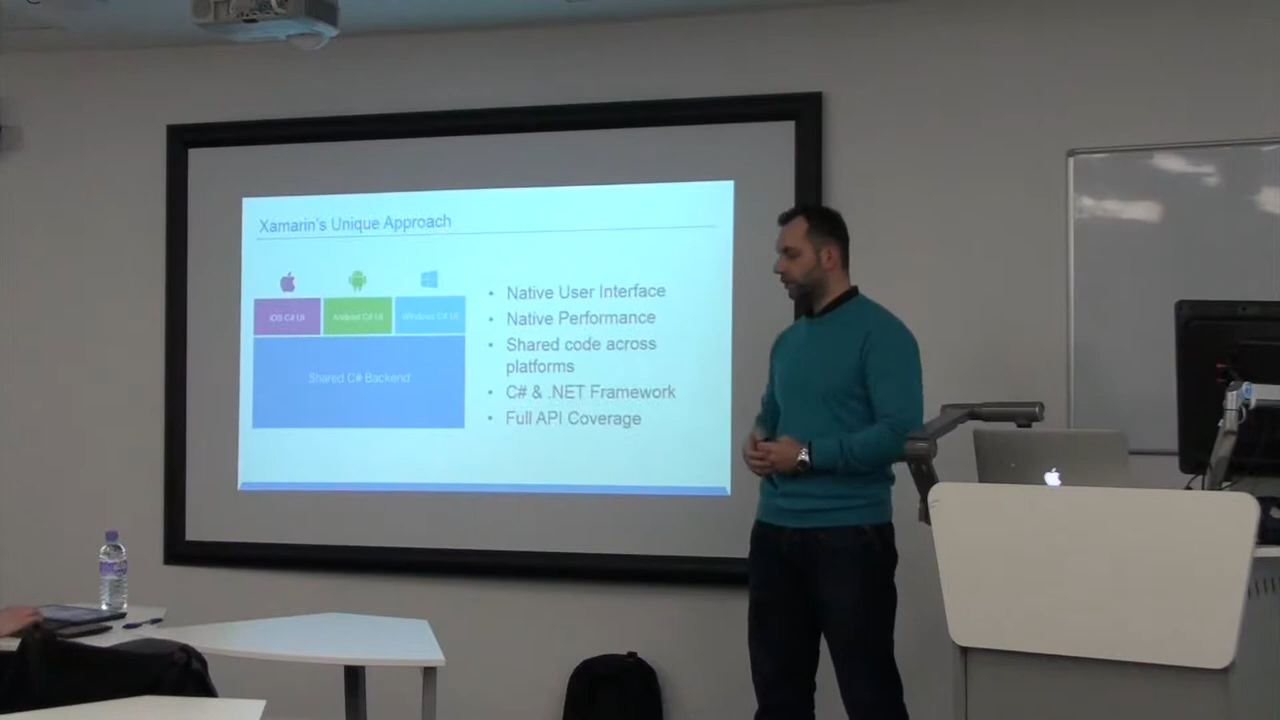 Xamarin's Unique Approach
iOS C# UI
Android C# UI
Windows C# UI
Shared C# Backend
• Native User Interface
• Native Performance
• Shared code across
platforms
• C# & .NET Framework
• Full API Coverage